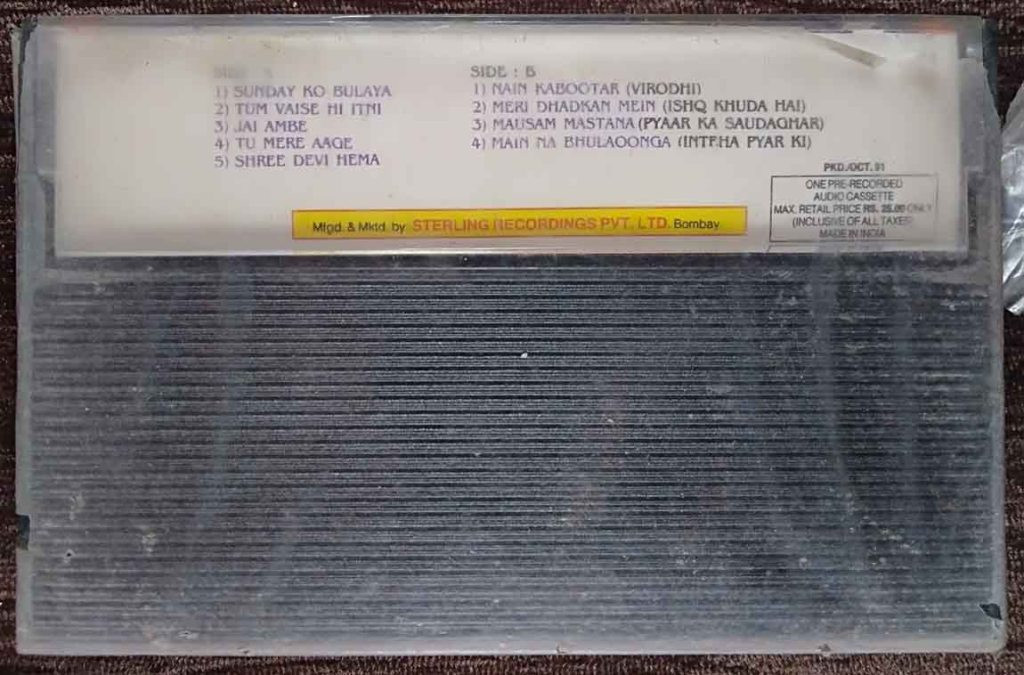 SIDE : A
1) SUNDAY KO BULAYA
2) TUM VAISE HI ITNI
3) JAI AMBE
4) TU MERE AAGE
5) SHREE DEVI HEMA
SIDE : B
1) NAIN KABOOTAR (VIRODHI)
2) MERI DHADKAN MEIN (ISHQ KHUDA HAI)
3) MAUSAM MASTANA (PYAAR KA SAUDAGHAR)
4) MAIN NA BHULAOONGA (INTEHA PYAR KI)
PKD./OCT. 91
ONE PRE-RECORDED
AUDIO CASSETTE
MAX. RETAIL PRICE RS. 25.00 ONLY
(INCLUSIVE OF ALL TAXES)
MADE IN INDIA
Mfgd. & Mktd. by STERLING RECORDINGS PVT. LTD. Bombay